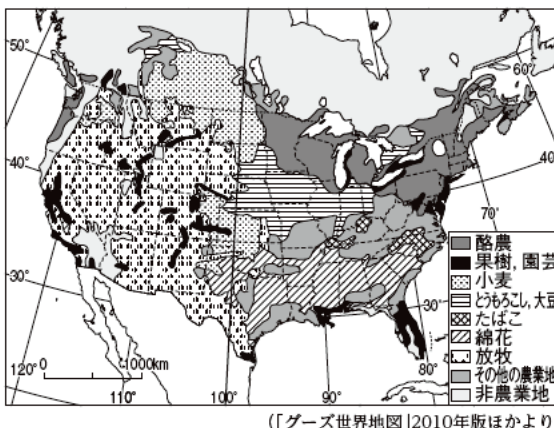 50°
60°
40°
40°
70°
30°
30°
120°
0
1000km
110°
100°
90°
80°
酪農
果樹, 園芸
小麦
とうもろこし, 大豆
たばこ
綿花
放牧
その他の農業地
非農業地
(「グーズ世界地図」2010年版ほかより